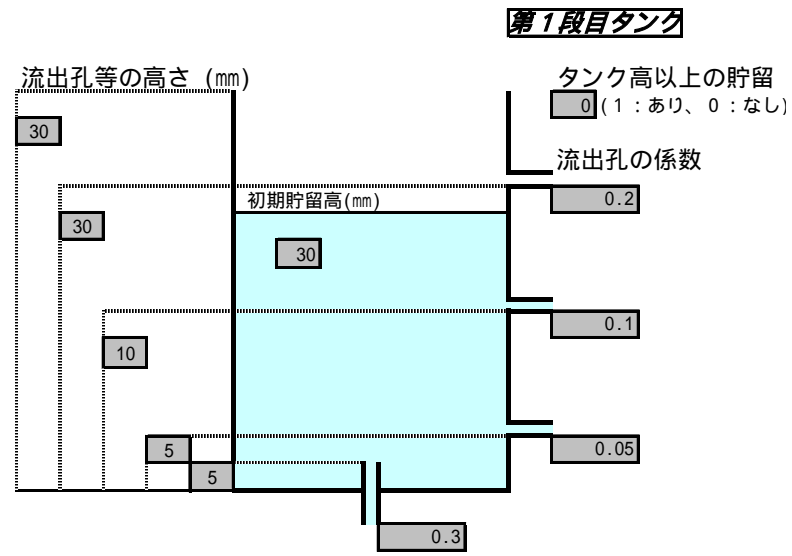 第1段目タンク
流出孔等の高さ (㎜)
タンク高以上の貯留
0
(1:あり、0:なし)
30
流出孔の係数
初期貯留高(㎜)
0.2
30
30
0.1
10
5
0.05
5
0.3